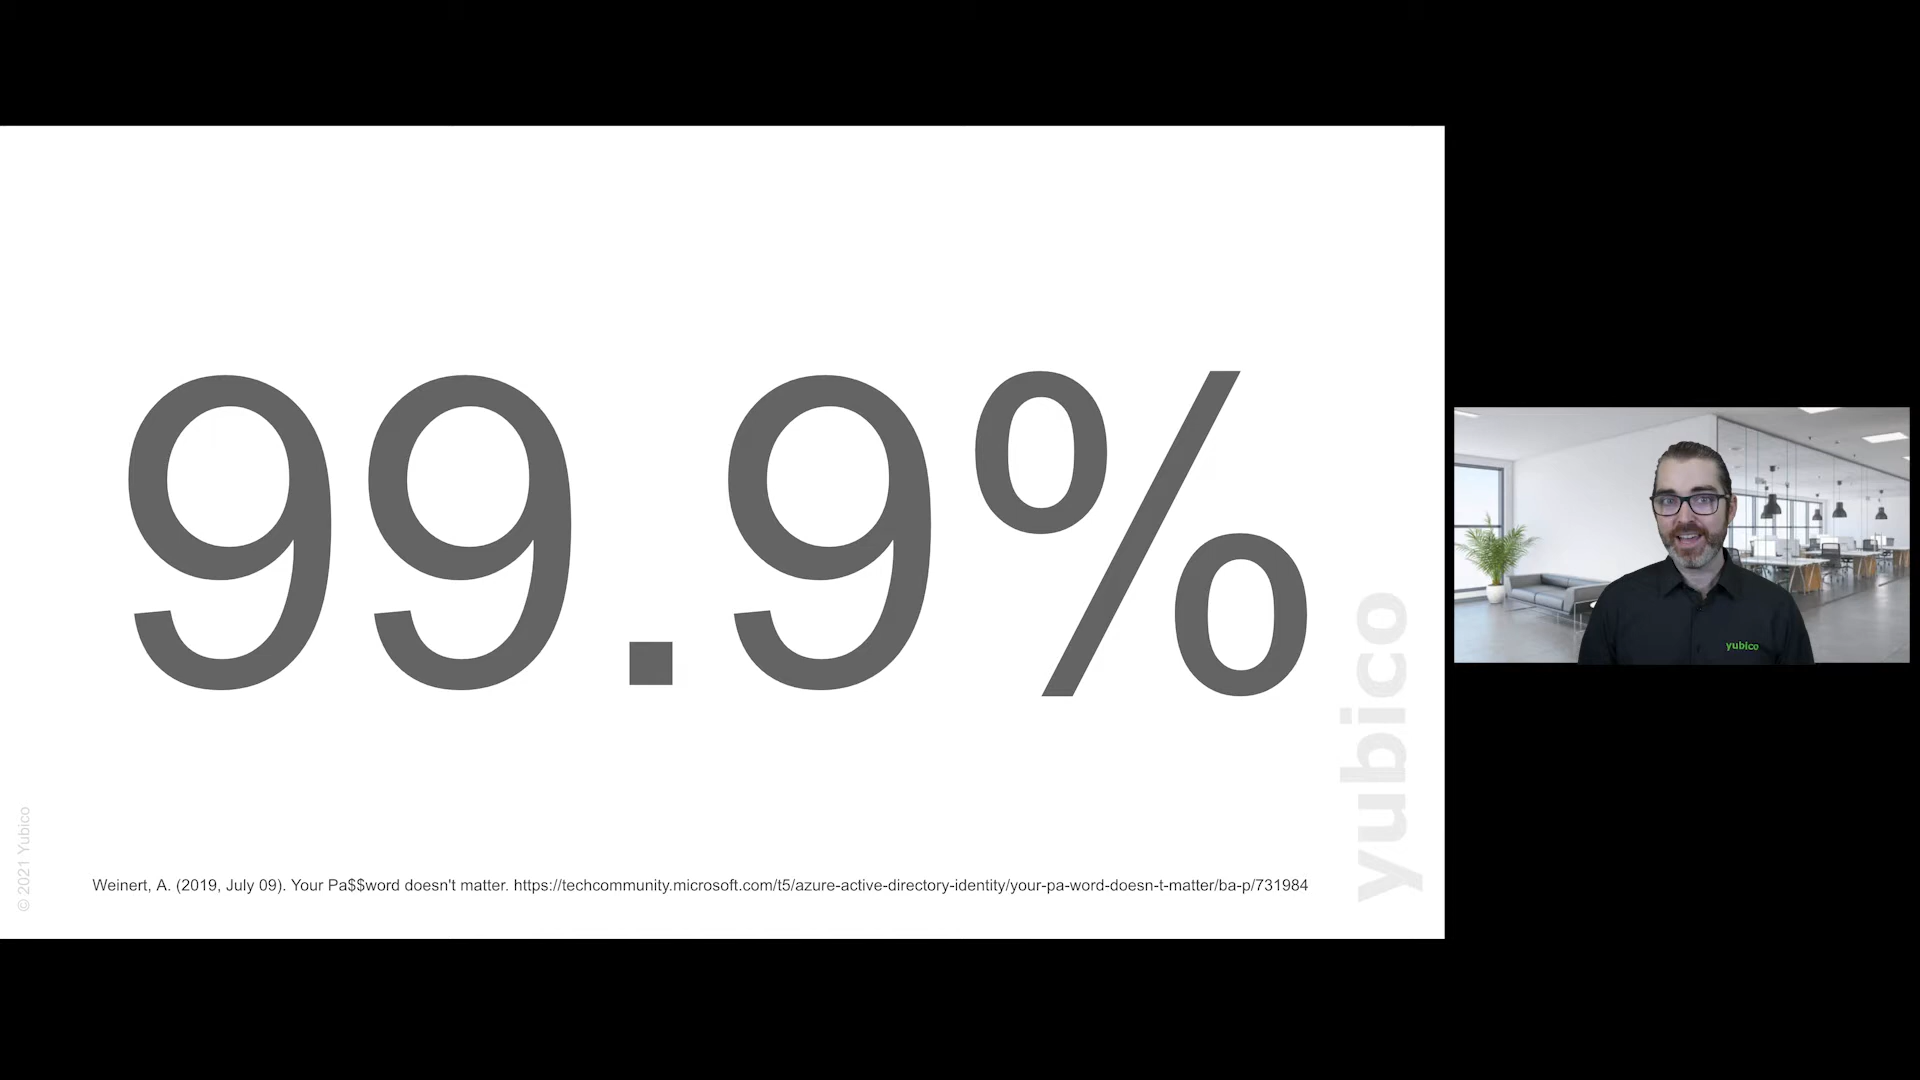 99.9%
yubico
© 2021 Yubico
Weinert, A. (2019, July 09). Your Pa$$word doesn't matter. https://techcommunity.microsoft.com/t5/azure-active-directory-identity/your-pa-word-doesn-t-matter/ba-p/731984
yubico